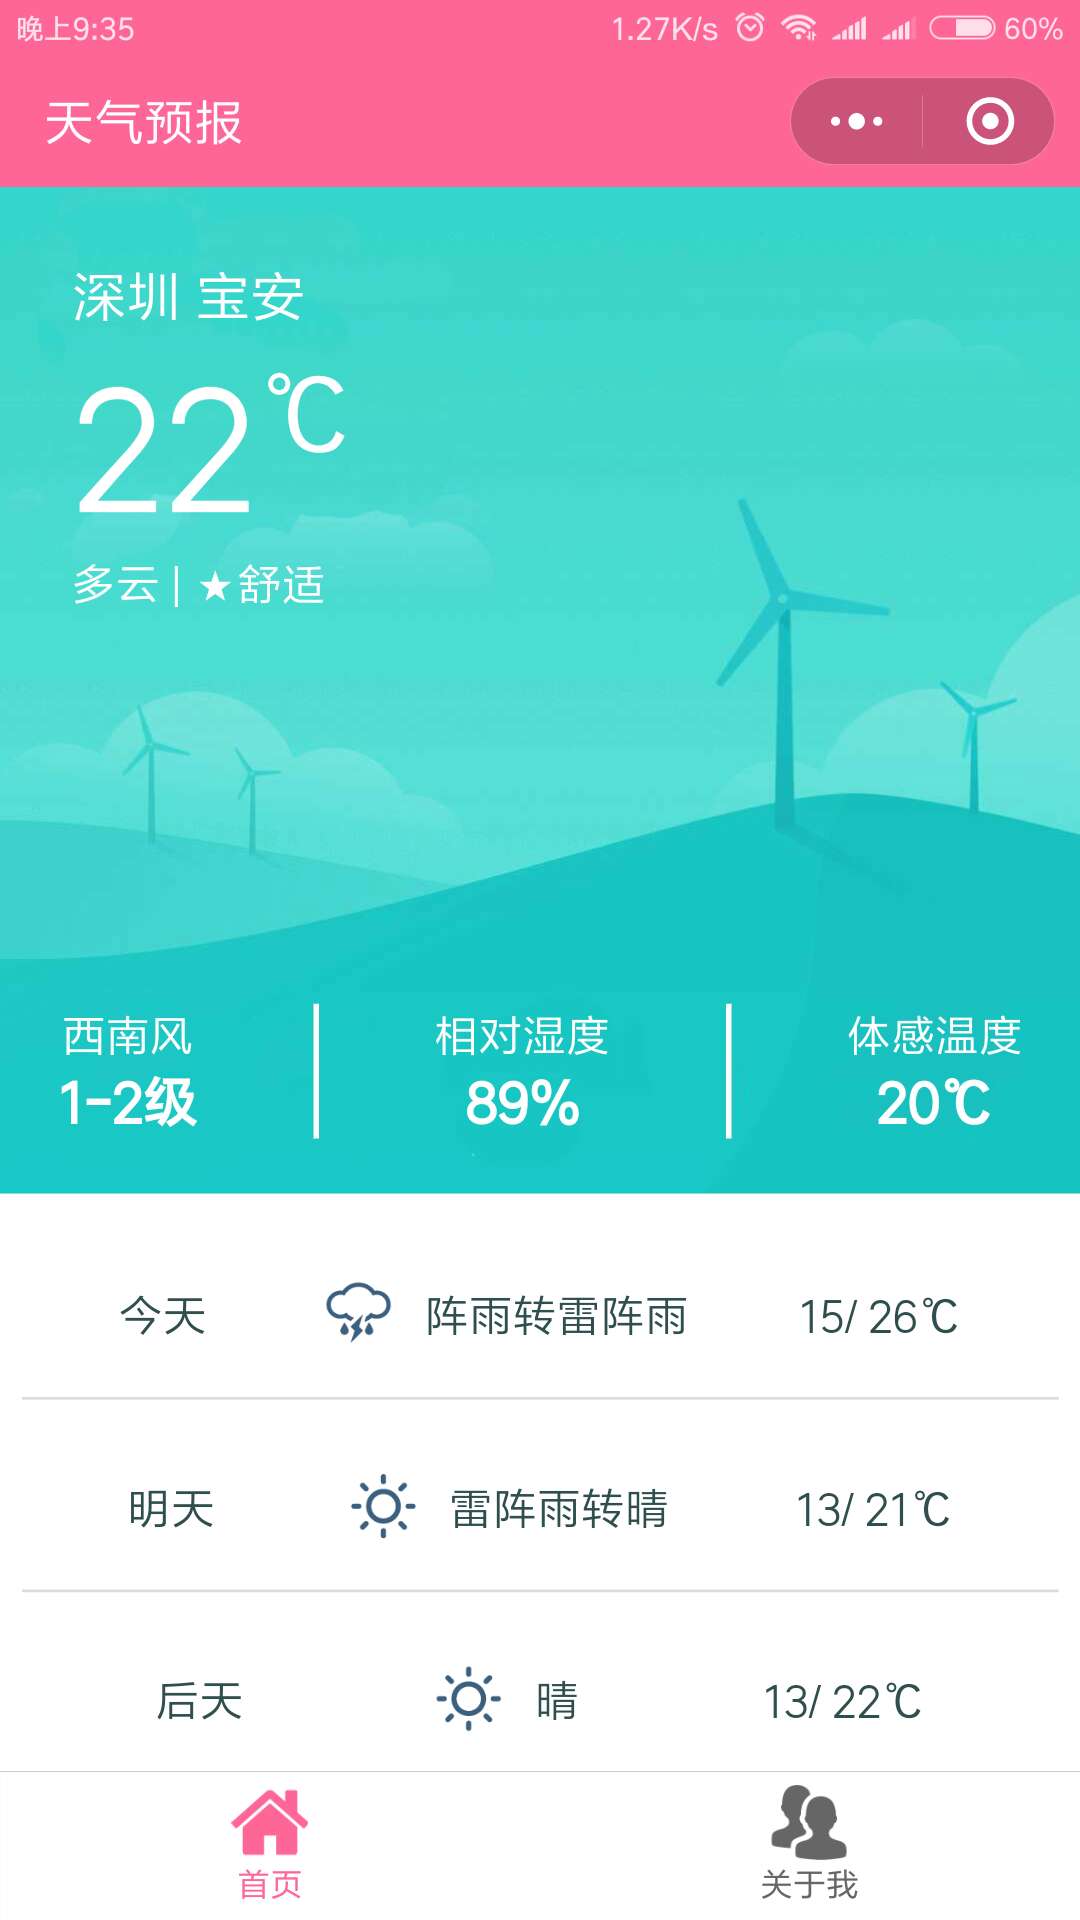 晚上9:35 1.27K/s 60%
天气预报
深圳 宝安
22℃
多云 | ★舒适
西南风 相对湿度 体感温度
1-2级 89% 20℃
今天 阵雨转雷阵雨 15/ 26℃
明天 雷阵雨转晴 13/ 21℃
后天 晴 13/ 22℃
首页 关于我